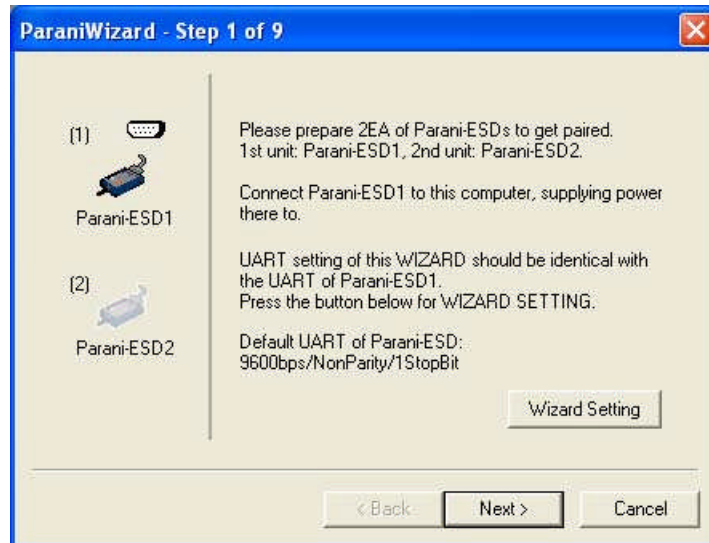 ParaniWizard - Step 1 of 9
(1)
Parani-ESD1
(2)
Parani-ESD2
Please prepare 2EA of Parani-ESDs to get paired.
1st unit: Parani-ESD1, 2nd unit: Parani-ESD2.
Connect Parani-ESD1 to this computer, supplying power
there to.
UART setting of this WIZARD should be identical with
the UART of Parani-ESD1.
Press the button below for WIZARD SETTING.
Default UART of Parani-ESD:
9600bps/NonParity/1StopBit
Wizard Setting
< Back
Next >
Cancel